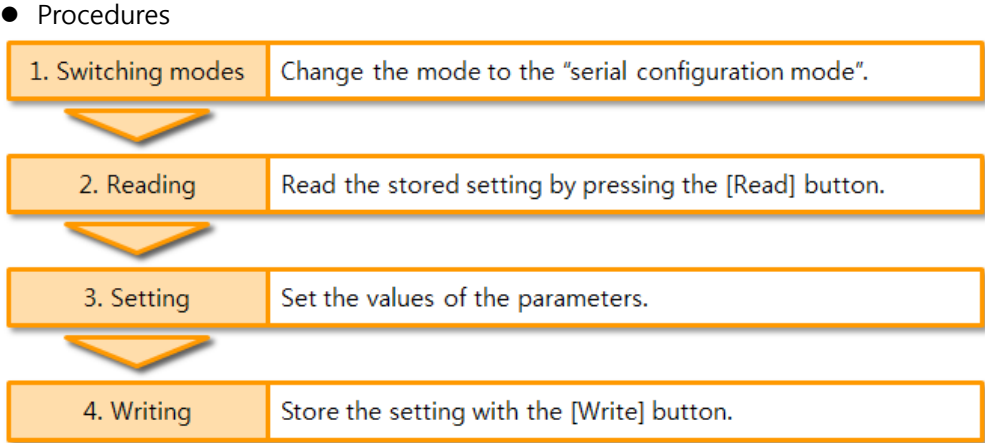 ● Procedures
1. Switching modes Change the mode to the “serial configuration mode”.
2. Reading Read the stored setting by pressing the [Read] button.
3. Setting Set the values of the parameters.
4. Writing Store the setting with the [Write] button.